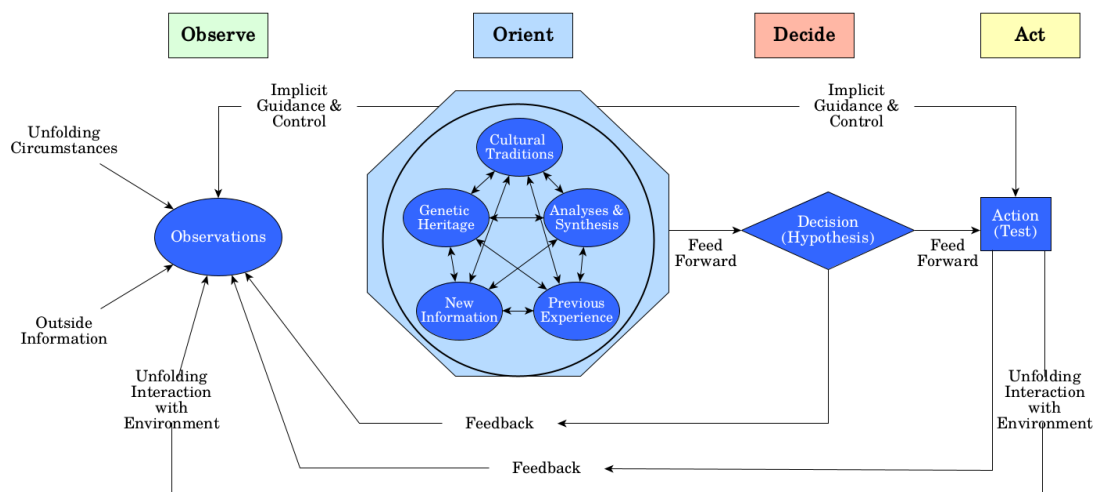 Observe
Orient
Decide
Act
Implicit
Guidance &
Control
Implicit
Guidance &
Control
Unfolding
Circumstances
Cultural
Traditions
Genetic
Heritage
Analyses &
Synthesis
New
Information
Previous
Experience
Observations
Feed
Forward
Decision
(Hypothesis)
Feed
Forward
Action
(Test)
Outside
Information
Unfolding
Interaction
with
Environment
Unfolding
Interaction
with
Environment
Feedback
Feedback